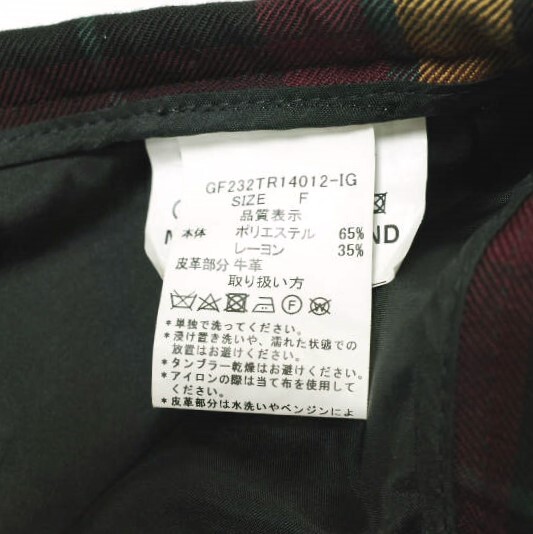 GF232TR14012-IG
SIZE F
品質表示
本体 ポリエステル 65%
レーヨン 35%
皮革部分 牛革
取り扱い方
＊単独で洗ってください。
＊浸け置き洗いや、濡れた状態での
放置はお避けください。
＊タンブラー乾燥はお避けください。
＊アイロンの際は当て布を使用して
ください。
＊皮革部分は水洗いやベンジンによ